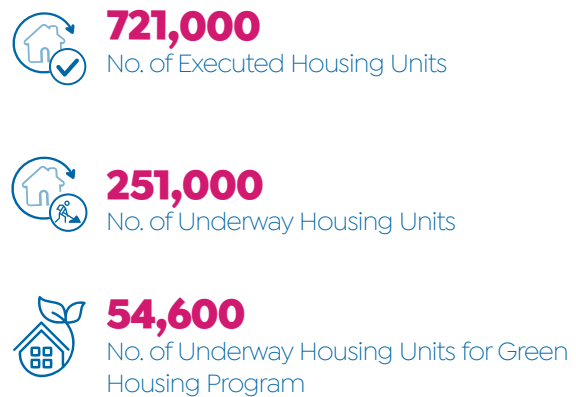 721,000
No. of Executed Housing Units
251,000
No. of Underway Housing Units
54,600
No. of Underway Housing Units for Green
Housing Program